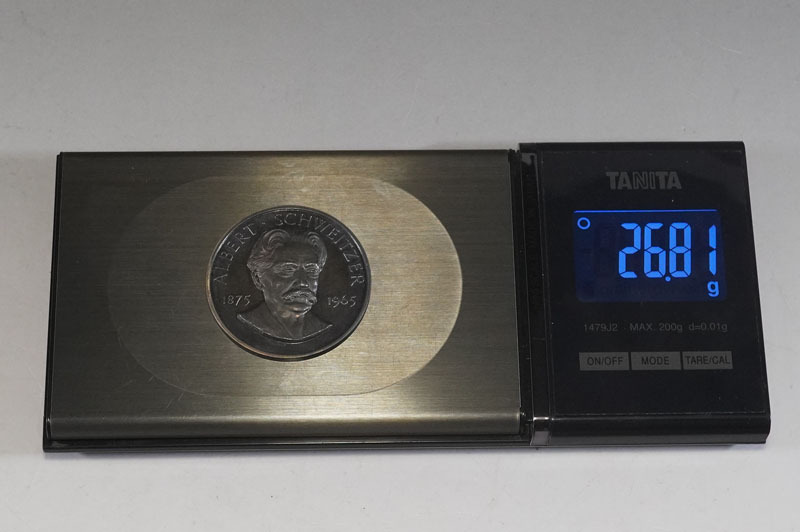 ALBERT SCHWEITZER
1875 1965
TANITA
26.81
g
1479J2 MAX. 200g d=0.01g
ON/OFF MODE TARE/CAL